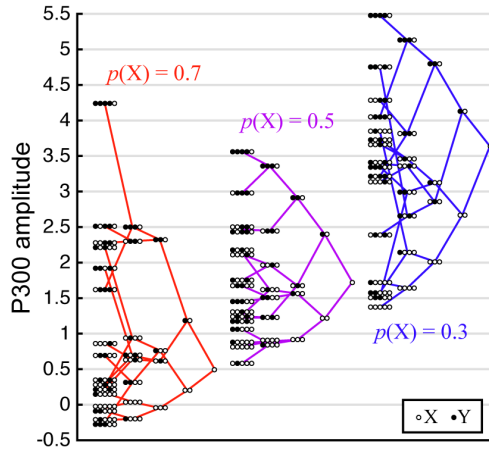 5.5
5
4.5
4
3.5
3
2.5
2
1.5
1
0.5
0
-0.5
P300 amplitude
p(X) = 0.7
p(X) = 0.5
p(X) = 0.3
X Y